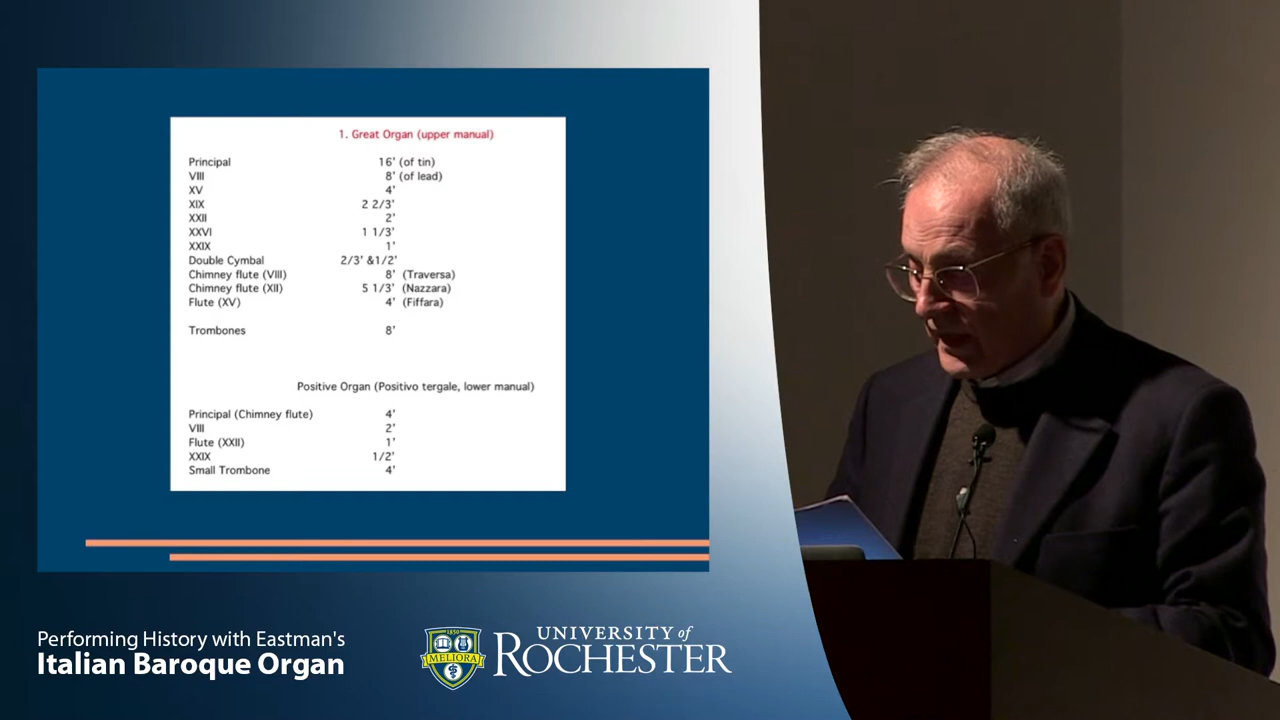 1. Great Organ (upper manual)
Principal 16' (of tin)
VIII 8' (of lead)
XV 4'
XIX 2 2/3'
XXII 2'
XXVI 1 1/3'
XXIX 1'
Double Cymbal 2/3' &1/2'
Chimney flute (VIII) 8' (Traversa)
Chimney flute (XII) 5 1/3' (Nazzara)
Flute (XV) 4' (Fiffara)
Trombones 8'
Positive Organ (Positivo tergale, lower manual)
Principal (Chimney flute) 4'
VIII 2'
Flute (XXII) 1'
XXIX 1/2'
Small Trombone 4'
Performing History with Eastman's
Italian Baroque Organ
1850
MELIORA
UNIVERSITY of
ROCHESTER